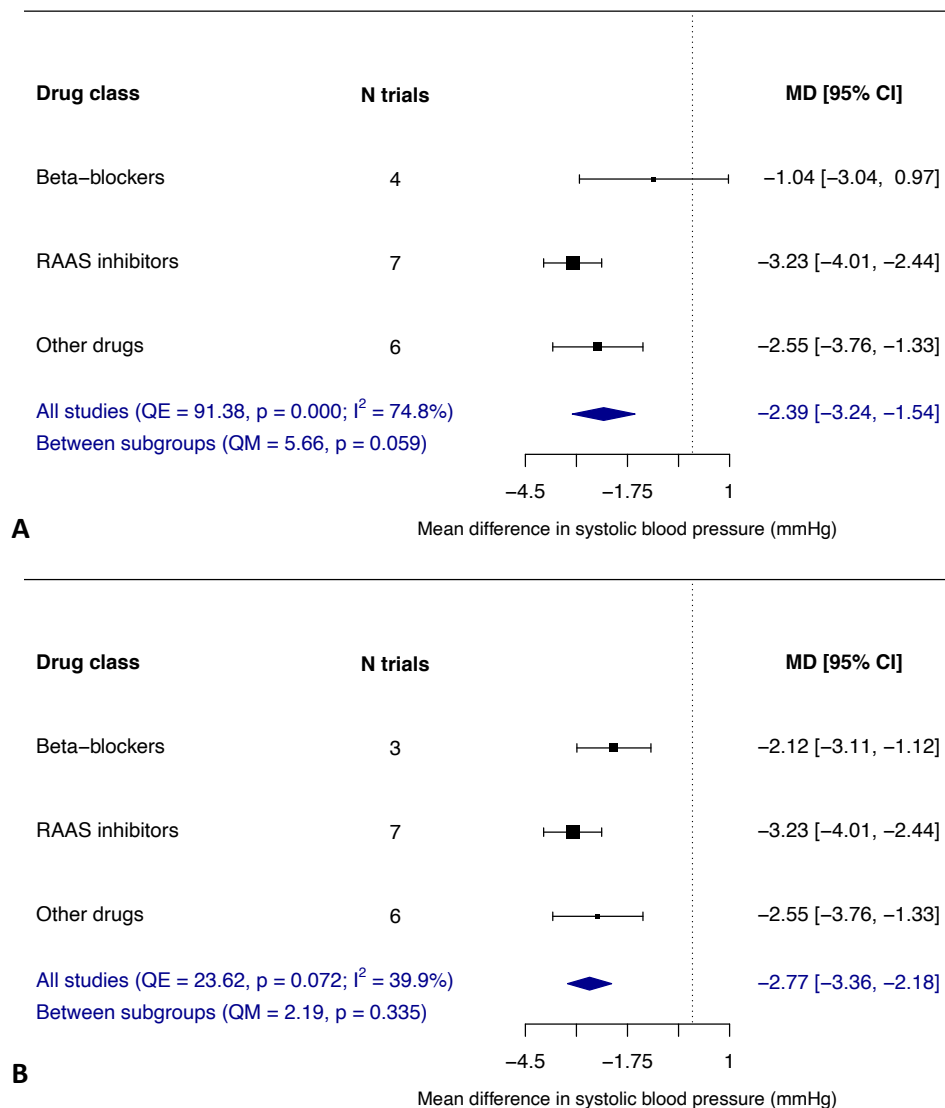 Drug class N trials MD [95% CI]
Beta−blockers 4 −1.04 [−3.04, 0.97]
RAAS inhibitors 7 −3.23 [−4.01, −2.44]
Other drugs 6 −2.55 [−3.76, −1.33]
All studies (QE = 91.38, p = 0.000; I² = 74.8%) −2.39 [−3.24, −1.54]
Between subgroups (QM = 5.66, p = 0.059)
−4.5 −1.75 1
A Mean difference in systolic blood pressure (mmHg)
Drug class N trials MD [95% CI]
Beta−blockers 3 −2.12 [−3.11, −1.12]
RAAS inhibitors 7 −3.23 [−4.01, −2.44]
Other drugs 6 −2.55 [−3.76, −1.33]
All studies (QE = 23.62, p = 0.072; I² = 39.9%) −2.77 [−3.36, −2.18]
Between subgroups (QM = 2.19, p = 0.335)
−4.5 −1.75 1
B Mean difference in systolic blood pressure (mmHg)